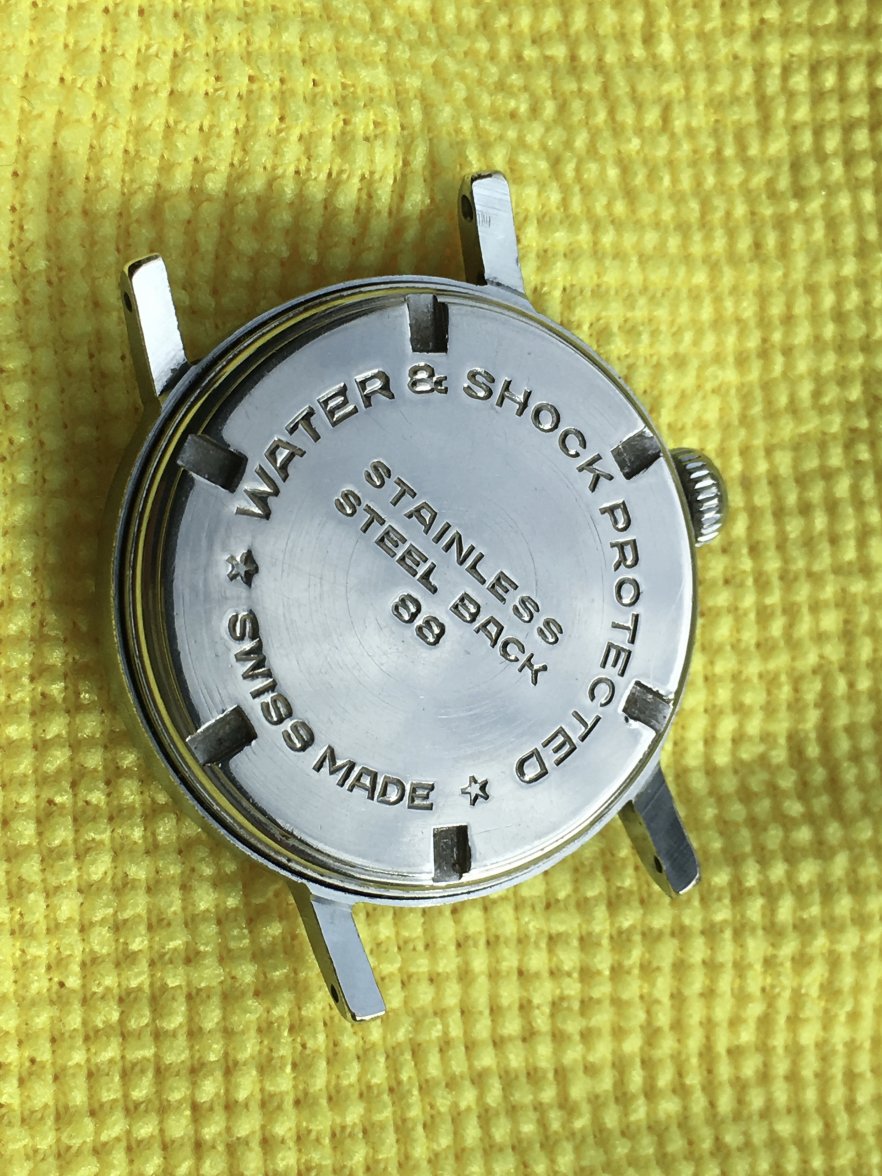 WATER & SHOCK PROTECTED
STAINLESS
STEEL BACK
88
SWISS MADE